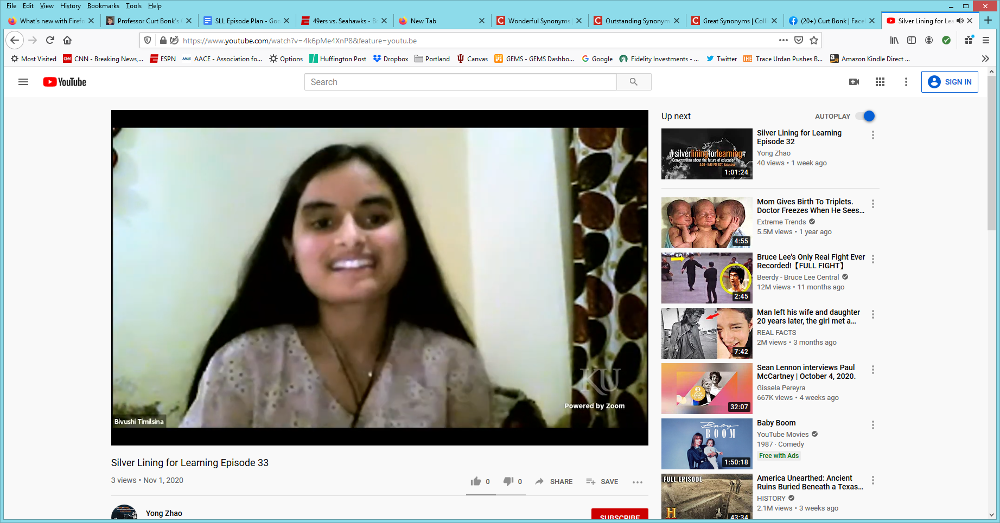 File Edit View History Bookmarks Tools Help
What's new with Firefo
Professor Curt Bonk's
SLL Episode Plan - Goo
49ers vs. Seahawks - B
New Tab
Wonderful Synonyms
Outstanding Synonym
Great Synonyms | Colli
(20+) Curt Bonk | Face
Silver Lining for Lea
https://www.youtube.com/watch?v=4k6pMe4XnP8&feature=youtu.be
Most Visited
CNN - Breaking News,...
ESPN
AACE - Association fo...
Options
Huffington Post
Dropbox
Portland
Canvas
GEMS - GEMS Dashbo...
Google
Fidelity Investments - ...
Twitter
Trace Urdan Pushes B...
Amazon Kindle Direct ...
YouTube
Search
SIGN IN
KU
Powered by Zoom
Bivushi Timilsina
Silver Lining for Learning Episode 33
3 views • Nov 1, 2020
0 0 SHARE SAVE
Yong Zhao
SUBSCRIBE
Up next
AUTOPLAY
#silverliningforlearning
Conversations about the future of education
5:30 - 6:30 PM EDT, Saturdays
1:01:24
Silver Lining for Learning
Episode 32
Yong Zhao
40 views • 1 week ago
4:55
Mom Gives Birth To Triplets.
Doctor Freezes When He Sees...
Extreme Trends
5.5M views • 1 year ago
2:45
Bruce Lee's Only Real Fight Ever
Recorded!【FULL FIGHT】
Beerdy - Bruce Lee Central
12M views • 11 months ago
7:42
Man left his wife and daughter
20 years later, the girl met a...
REAL FACTS
2M views • 3 months ago
32:07
Sean Lennon interviews Paul
McCartney | October 4, 2020.
Gissela Pereyra
667K views • 4 weeks ago
Baby
BOOM
1:50:18
Baby Boom
YouTube Movies
1987 · Comedy
Free with Ads
FULL EPISODE
H
43:34
America Unearthed: Ancient
Ruins Buried Beneath a Texas...
HISTORY
2.1M views • 3 weeks ago